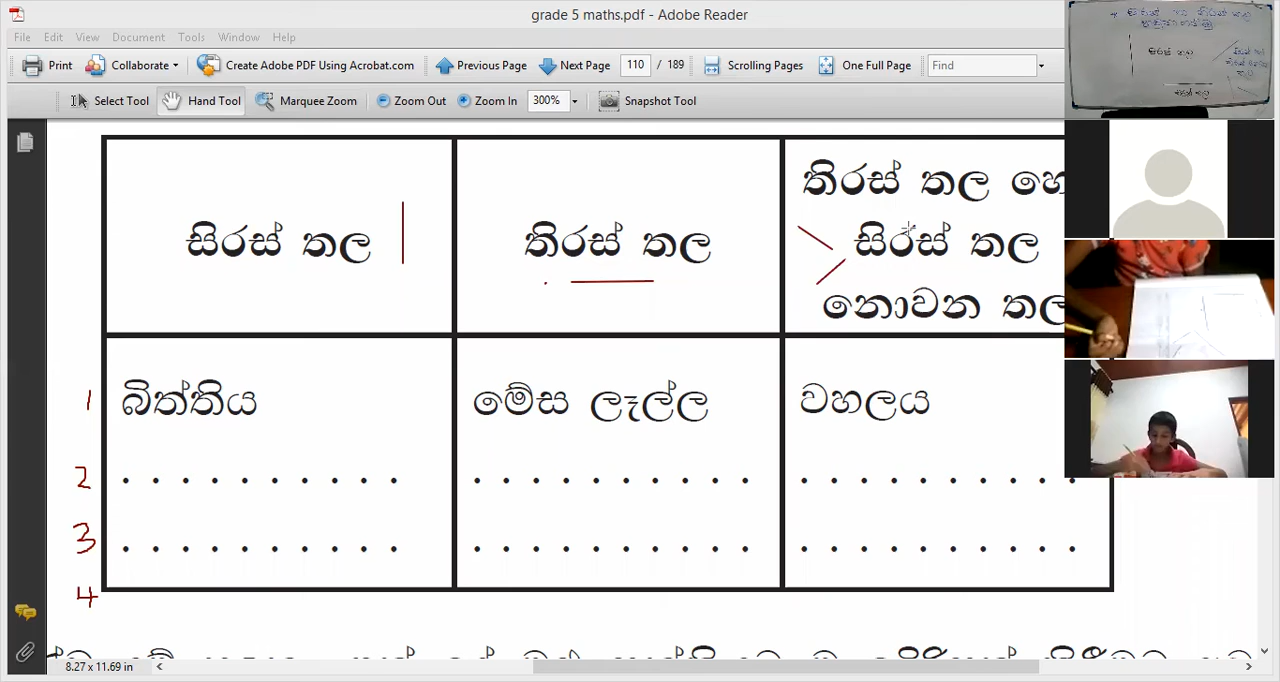 grade 5 maths.pdf - Adobe Reader
File Edit View Document Tools Window Help
Print Collaborate Create Adobe PDF Using Acrobat.com Previous Page Next Page 110 / 189 Scrolling Pages One Full Page Find
Select Tool Hand Tool Marquee Zoom Zoom Out Zoom In 300% Snapshot Tool
සිරස් තල
තිරස් තල
තිරස් තල
සිරස් තල
නොවන තල
1 බිත්තිය මේස ලෑල්ල වහලය
2 . . . . . . . . . . . . . . . . . . . . . . . . . . . . . .
3 . . . . . . . . . . . . . . . . . . . . . . . . . . . . . .
4
8.27 x 11.69 in
සිරස් තල